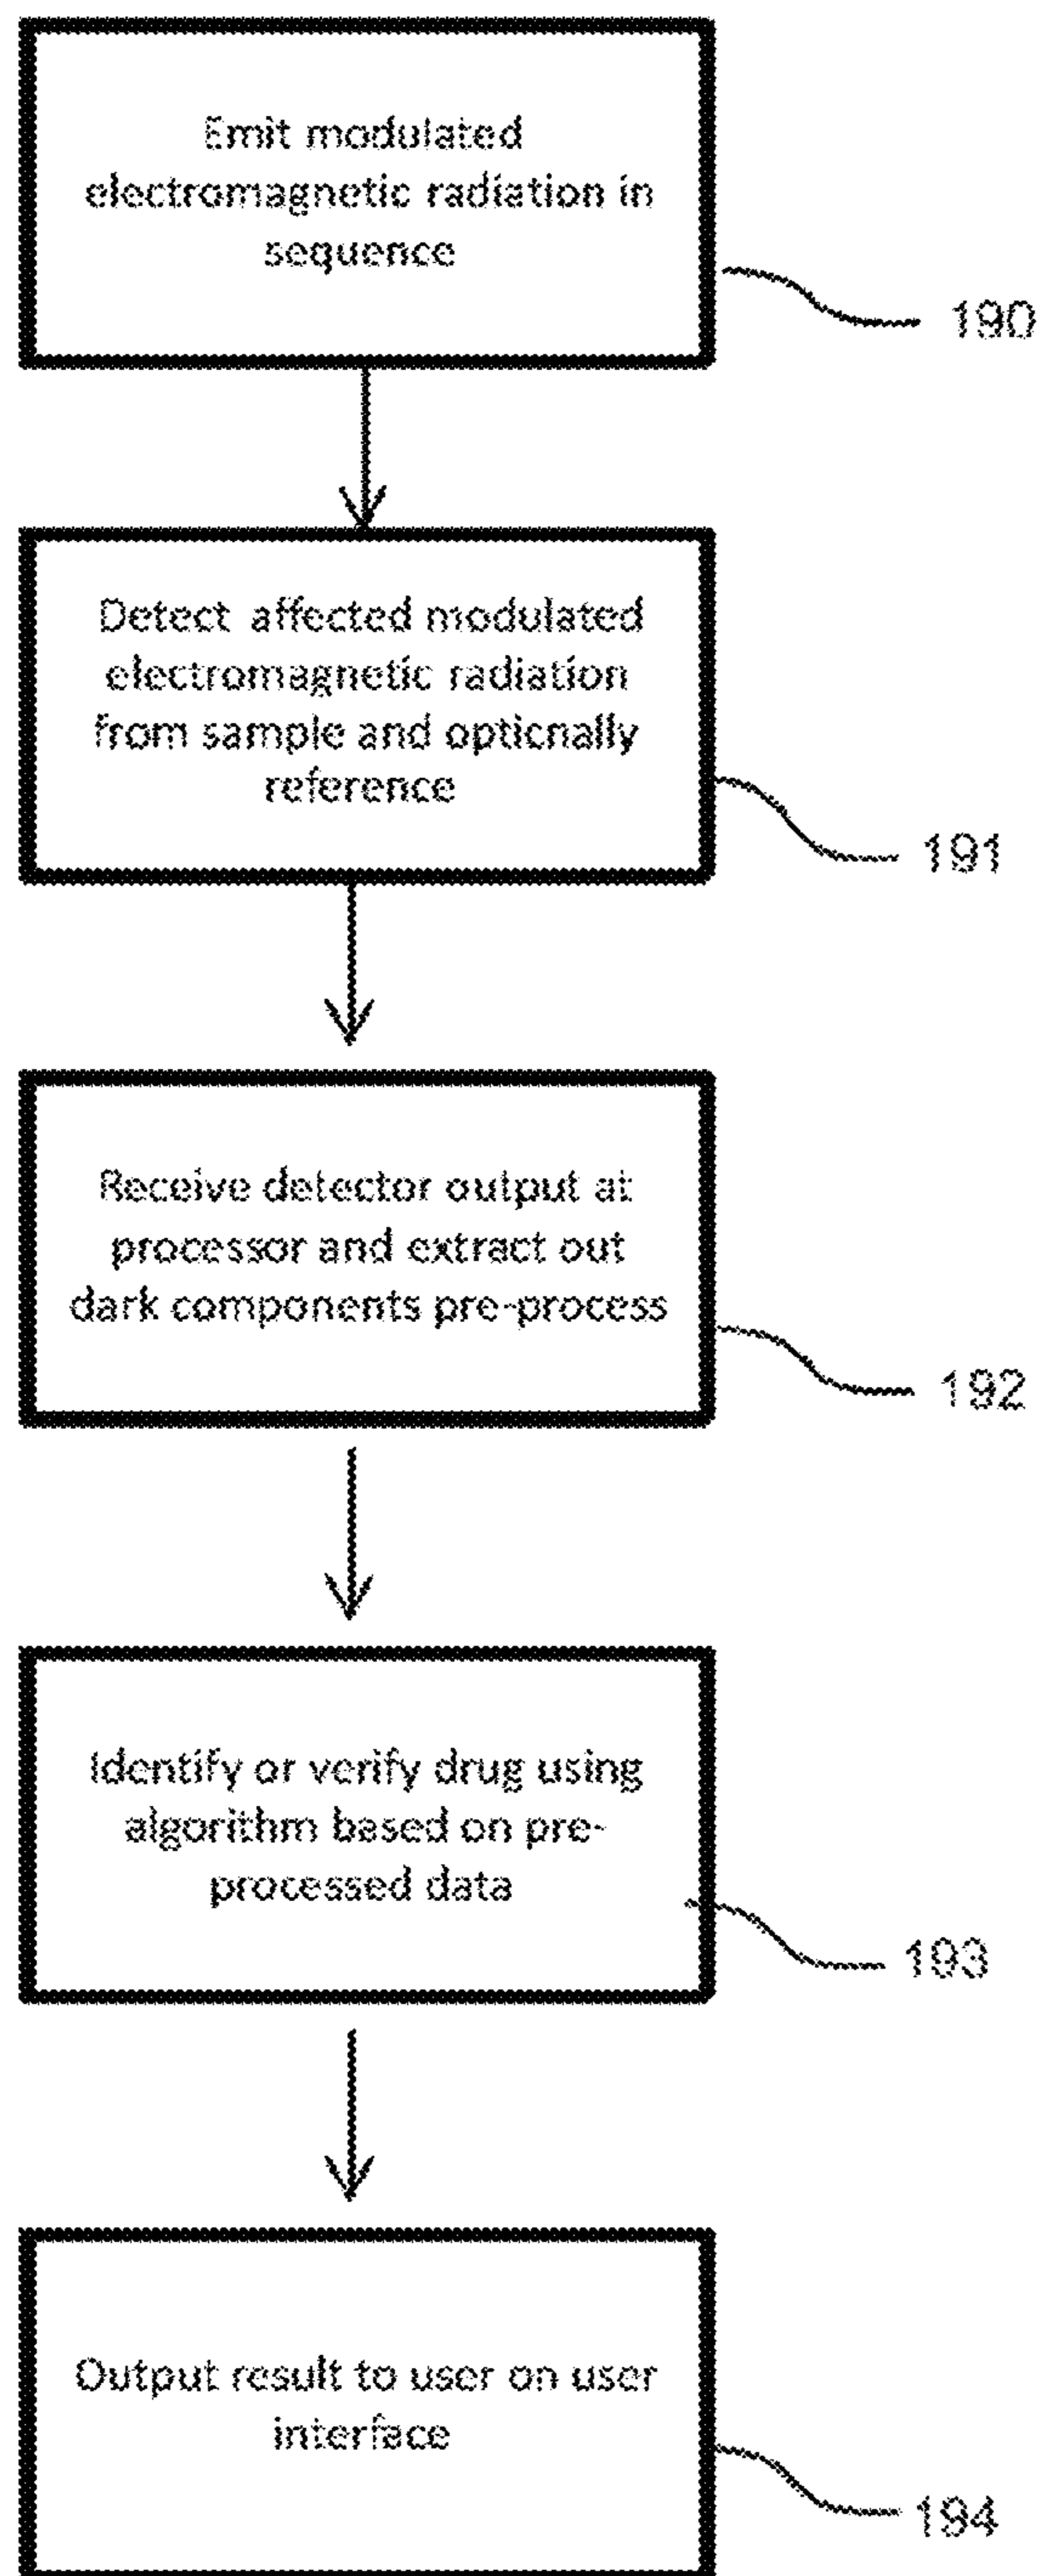 Emit modulated
electromagnetic radiation in
sequence
190
Detect affected modulated
electromagnetic radiation
from sample and optionally
reference
191
Receive detector output at
processor and extract out
dark components pre-process
192
Identify or verify drug using
algorithm based on pre-
processed data
193
Output result to user on user
interface
194